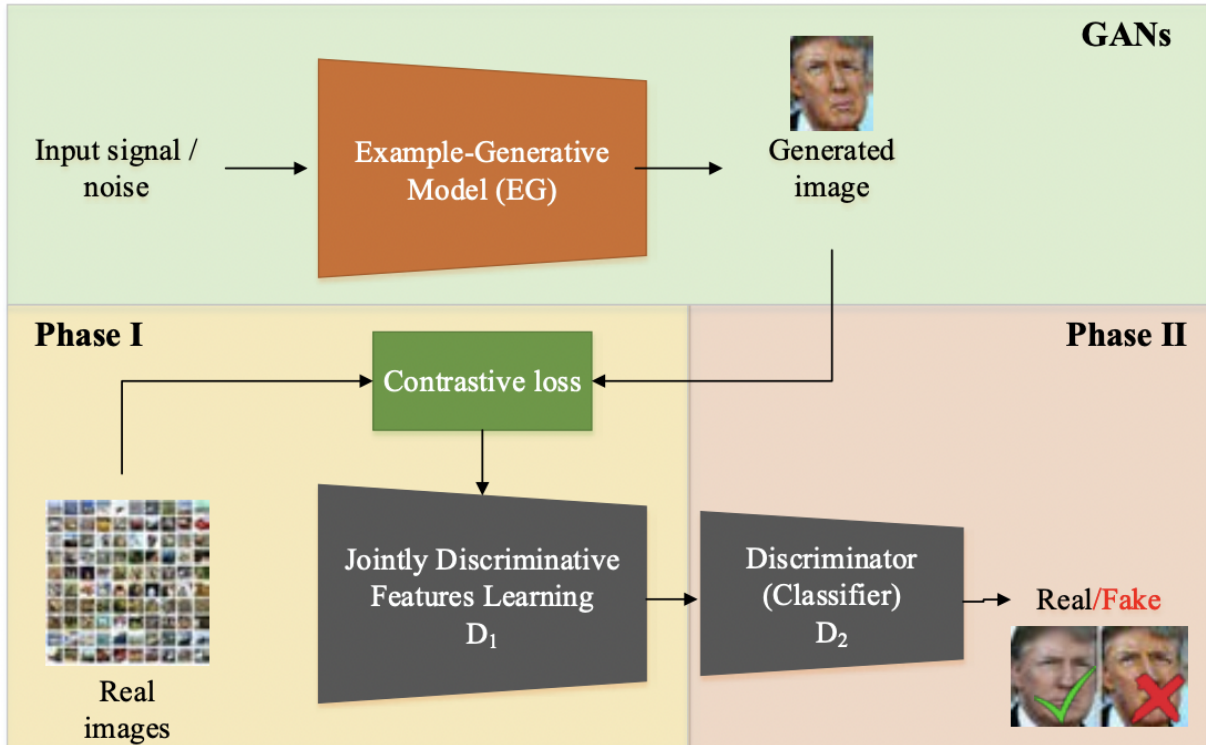 GANs
Input signal /
noise
Example-Generative
Model (EG)
Generated
image
Phase I
Contrastive loss
Phase II
Jointly Discriminative
Features Learning
D₁
Discriminator
(Classifier)
D₂
Real/Fake
Real
images